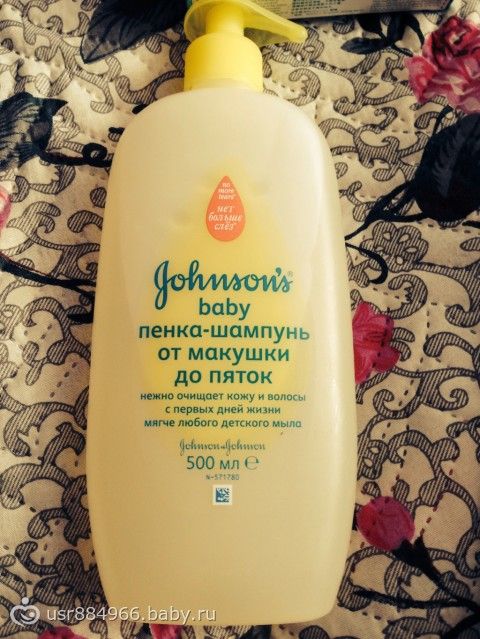 no
more
tears®
нет
больше
слёз*
Johnson's®
baby
пенка-шампунь
от макушки
до пяток
нежно очищает кожу и волосы
с первых дней жизни
мягче любого детского мыла
Johnson & Johnson
500 мл ℮
N-571780
usr884966.baby.ru